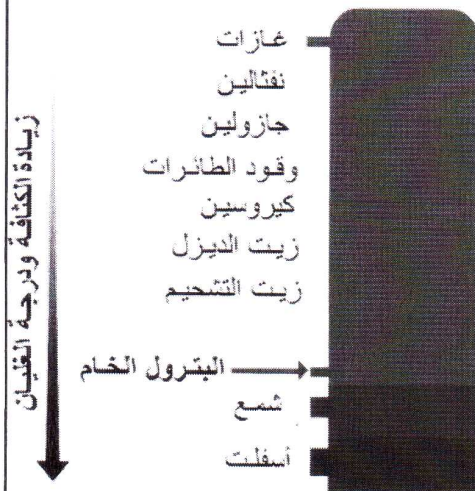 غازات
نفثالين
جازولين
وقود الطائرات
كيروسين
زيت الديزل
زيت التشحيم
البترول الخام
شمع
أسفلت
زيادة الكثافة ودرجة الغليان